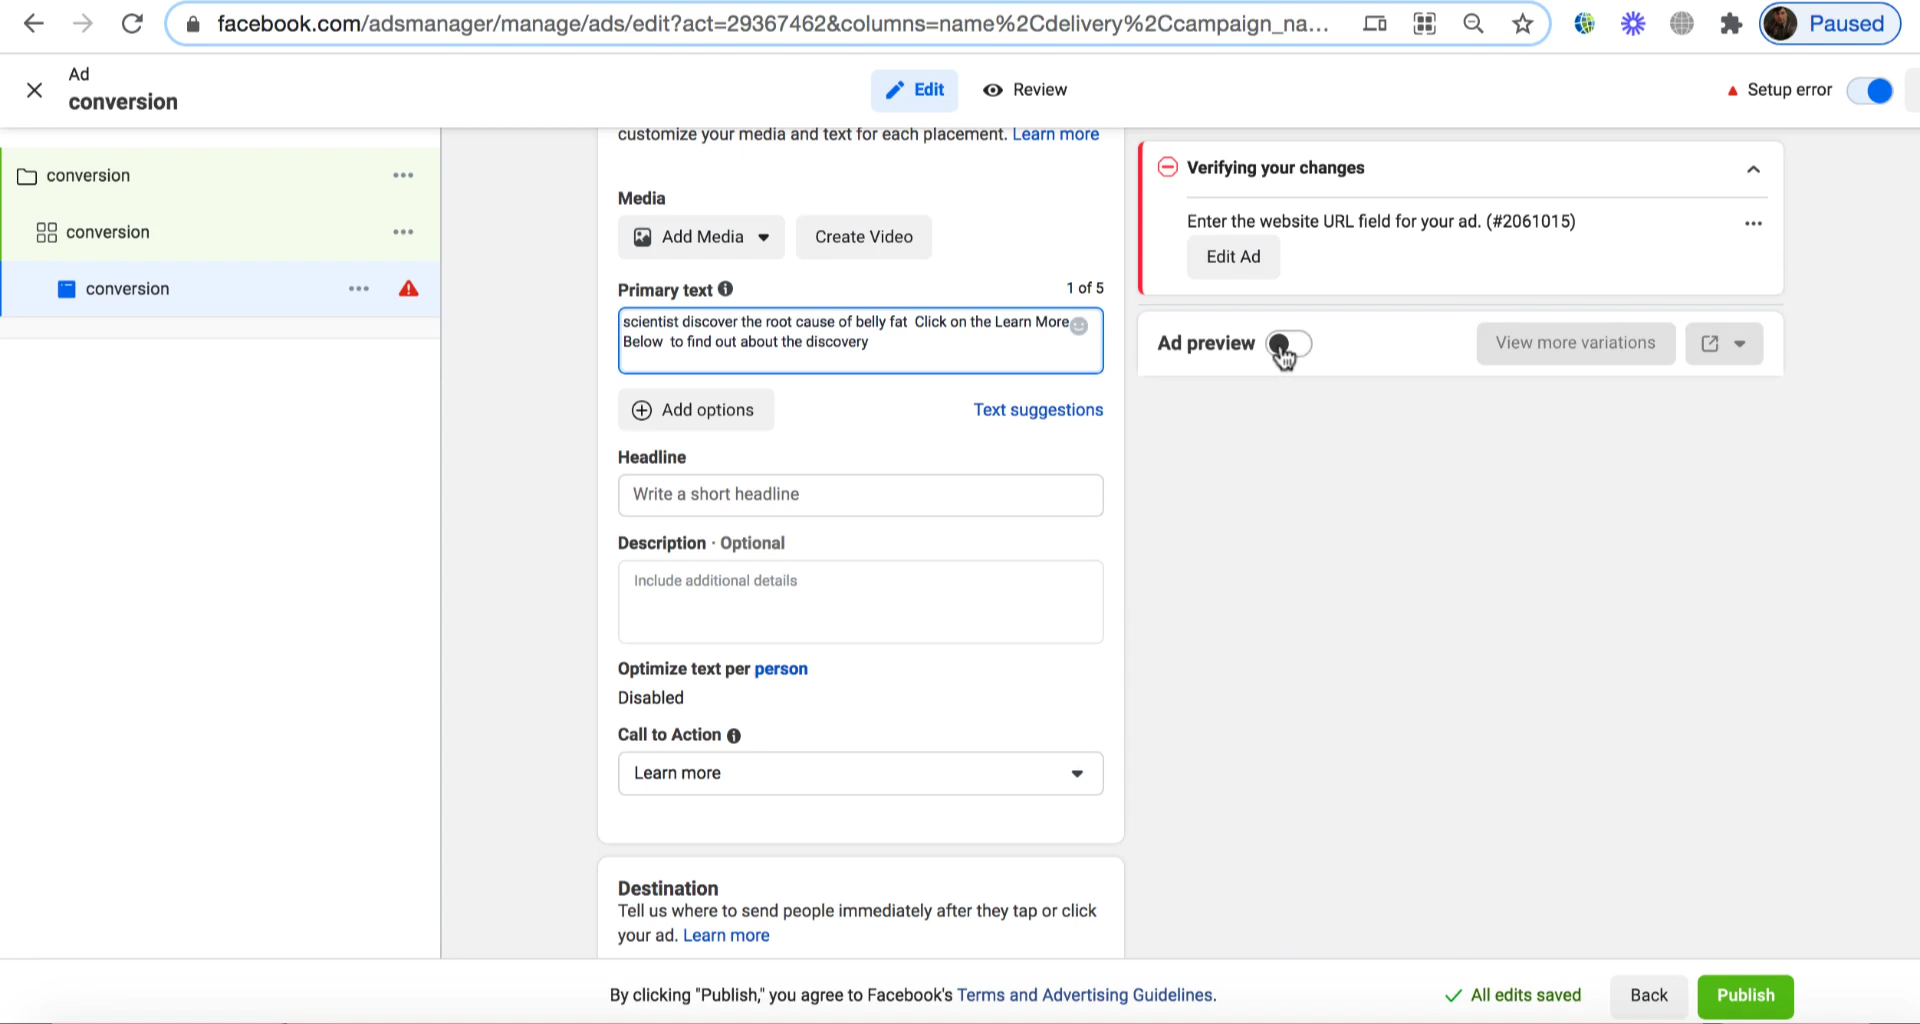 facebook.com/adsmanager/manage/ads/edit?act=29367462&columns=name%2Cdelivery%2Ccampaign_na...
Paused
Ad
conversion
Edit
Review
Setup error
conversion
conversion
conversion
customize your media and text for each placement. Learn more
Media
Add Media
Create Video
Primary text
1 of 5
scientist discover the root cause of belly fat  Click on the Learn More
Below  to find out about the discovery
Add options
Text suggestions
Headline
Write a short headline
Description · Optional
Include additional details
Optimize text per person
Disabled
Call to Action
Learn more
Destination
Tell us where to send people immediately after they tap or click
your ad. Learn more
Verifying your changes
Enter the website URL field for your ad. (#2061015)
Edit Ad
Ad preview
View more variations
By clicking "Publish," you agree to Facebook's Terms and Advertising Guidelines.
All edits saved
Back
Publish